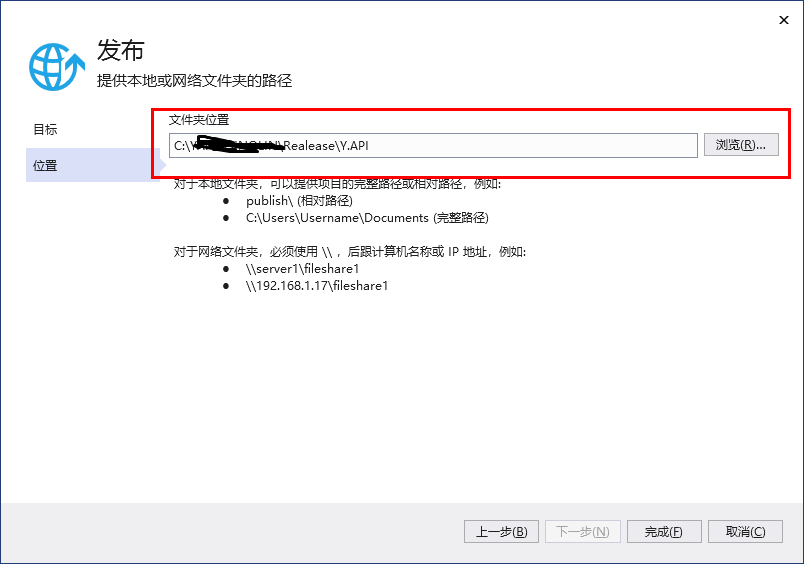 发布
提供本地或网络文件夹的路径
目标
位置
文件夹位置
C:\ \Realease\Y.API
浏览(R)...
对于本地文件夹，可以提供项目的完整路径或相对路径，例如:
● publish\ (相对路径)
● C:\Users\Username\Documents (完整路径)
对于网络文件夹，必须使用 \\ ，后跟计算机名称或 IP 地址，例如:
● \\server1\fileshare1
● \\192.168.1.17\fileshare1
上一步(B)
下一步(N)
完成(F)
取消(C)